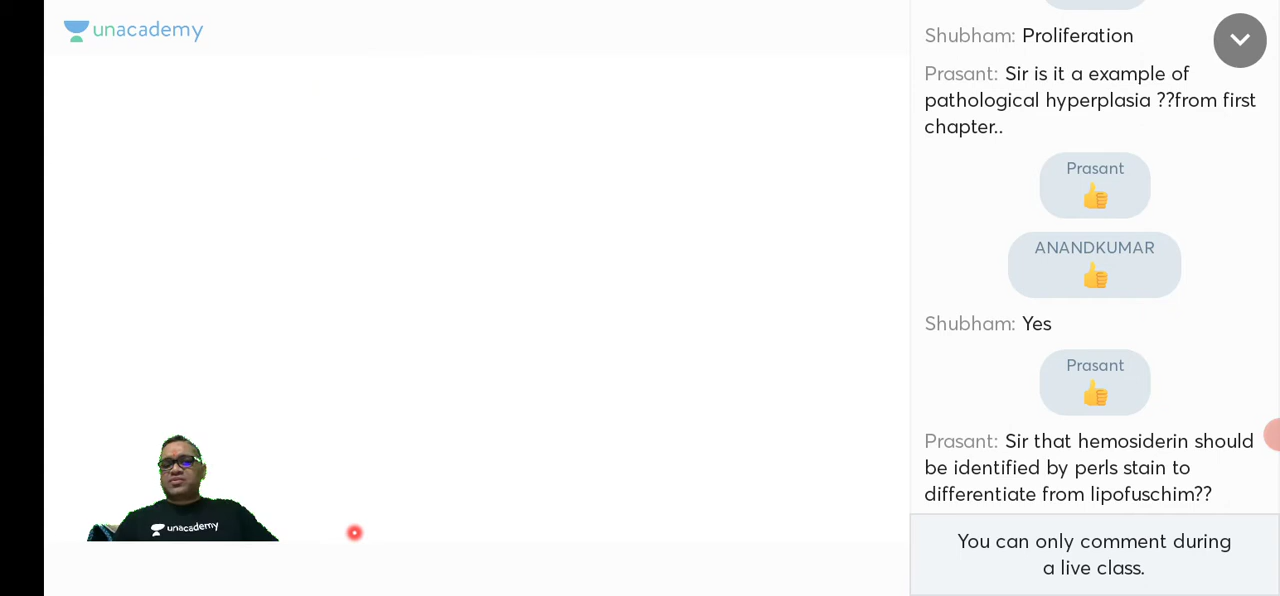 unacademy
Shubham: Proliferation
Prasant: Sir is it a example of
pathological hyperplasia ??from first
chapter..
Prasant
ANANDKUMAR
Shubham: Yes
Prasant
Prasant: Sir that hemosiderin should
be identified by perls stain to
differentiate from lipofuschim??
You can only comment during
a live class.
unacademy